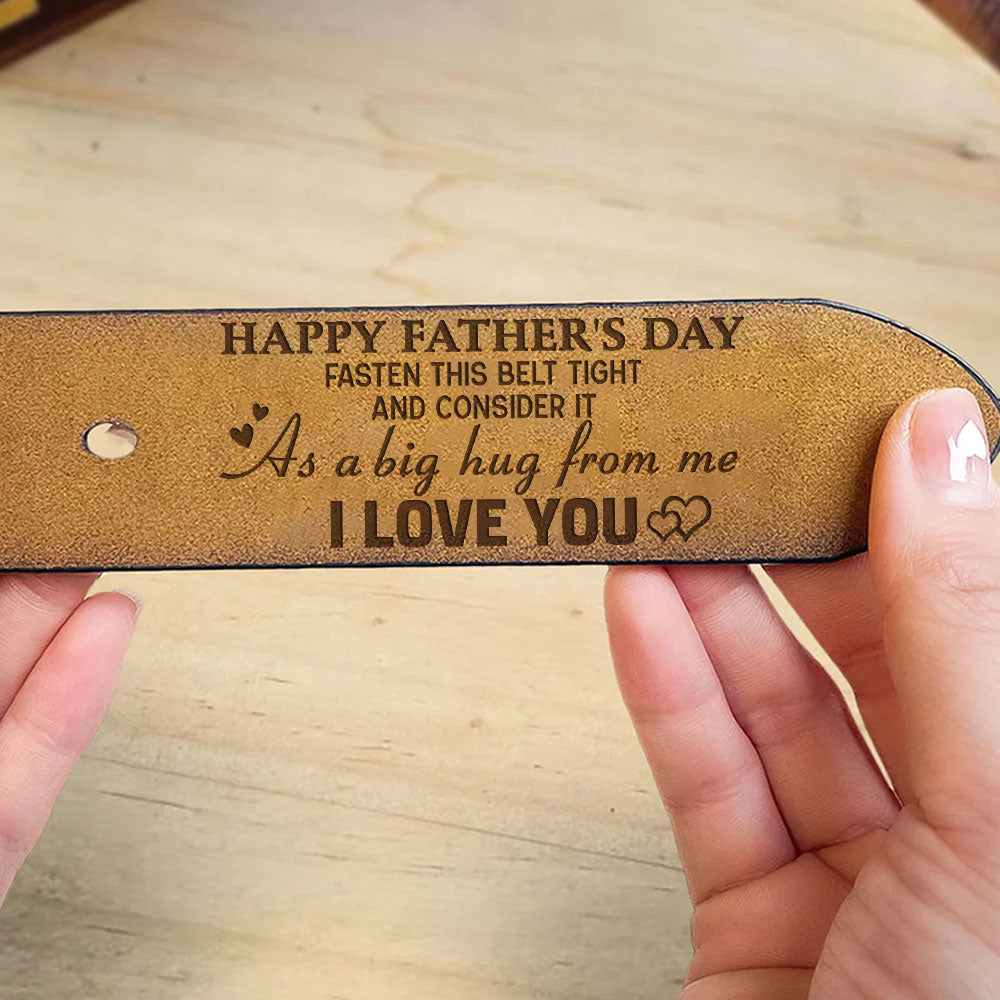 HAPPY FATHER'S DAY
FASTEN THIS BELT TIGHT
AND CONSIDER IT
As a big hug from me
I LOVE YOU